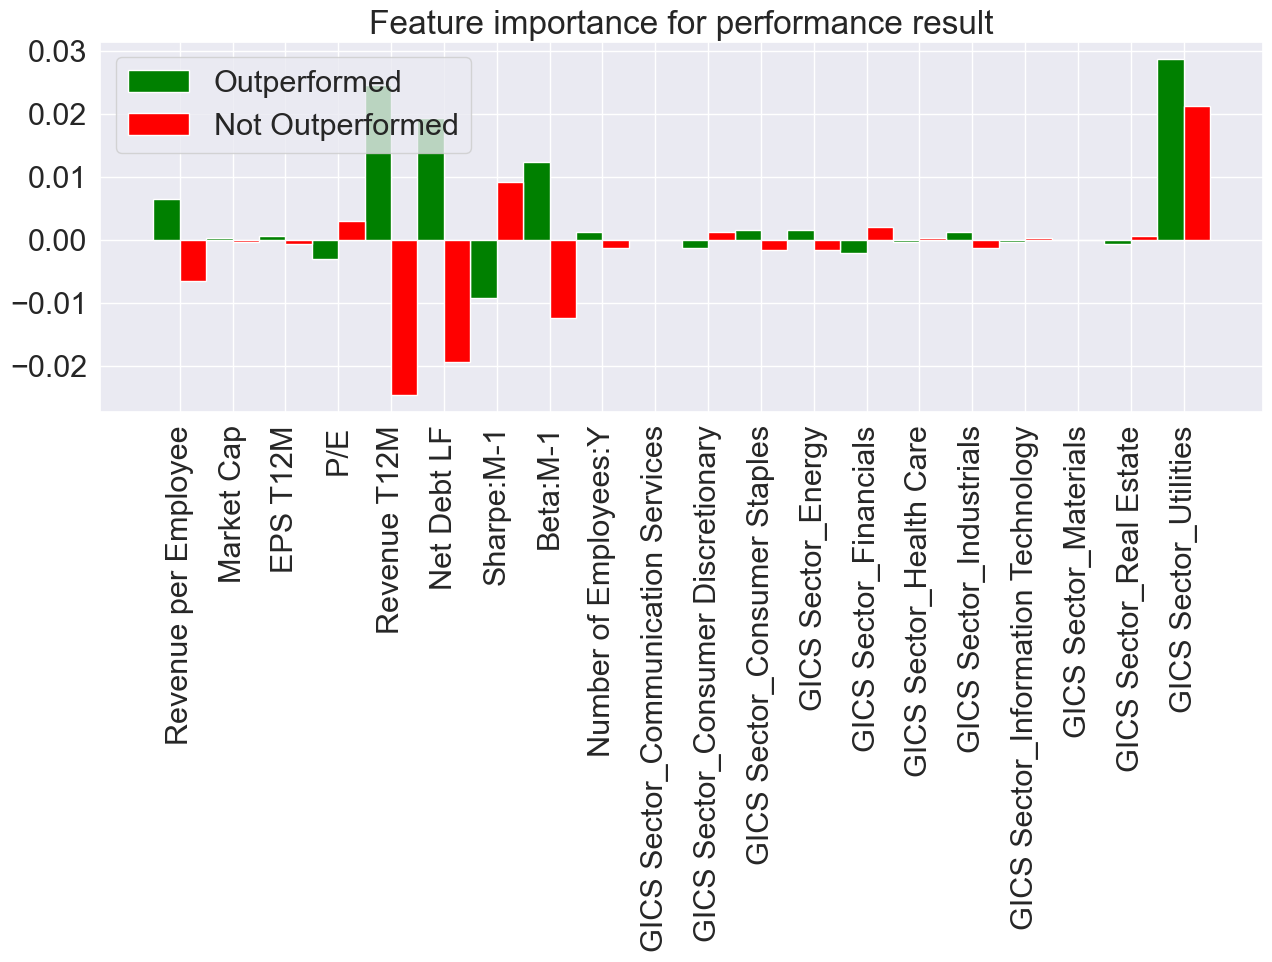 Feature importance for performance result
0.03
0.02
0.01
0.00
−0.01
−0.02
Outperformed
Not Outperformed
Revenue per Employee
Market Cap
EPS T12M
P/E
Revenue T12M
Net Debt LF
Sharpe:M-1
Beta:M-1
Number of Employees:Y
GICS Sector_Communication Services
GICS Sector_Consumer Discretionary
GICS Sector_Consumer Staples
GICS Sector_Energy
GICS Sector_Financials
GICS Sector_Health Care
GICS Sector_Industrials
GICS Sector_Information Technology
GICS Sector_Materials
GICS Sector_Real Estate
GICS Sector_Utilities